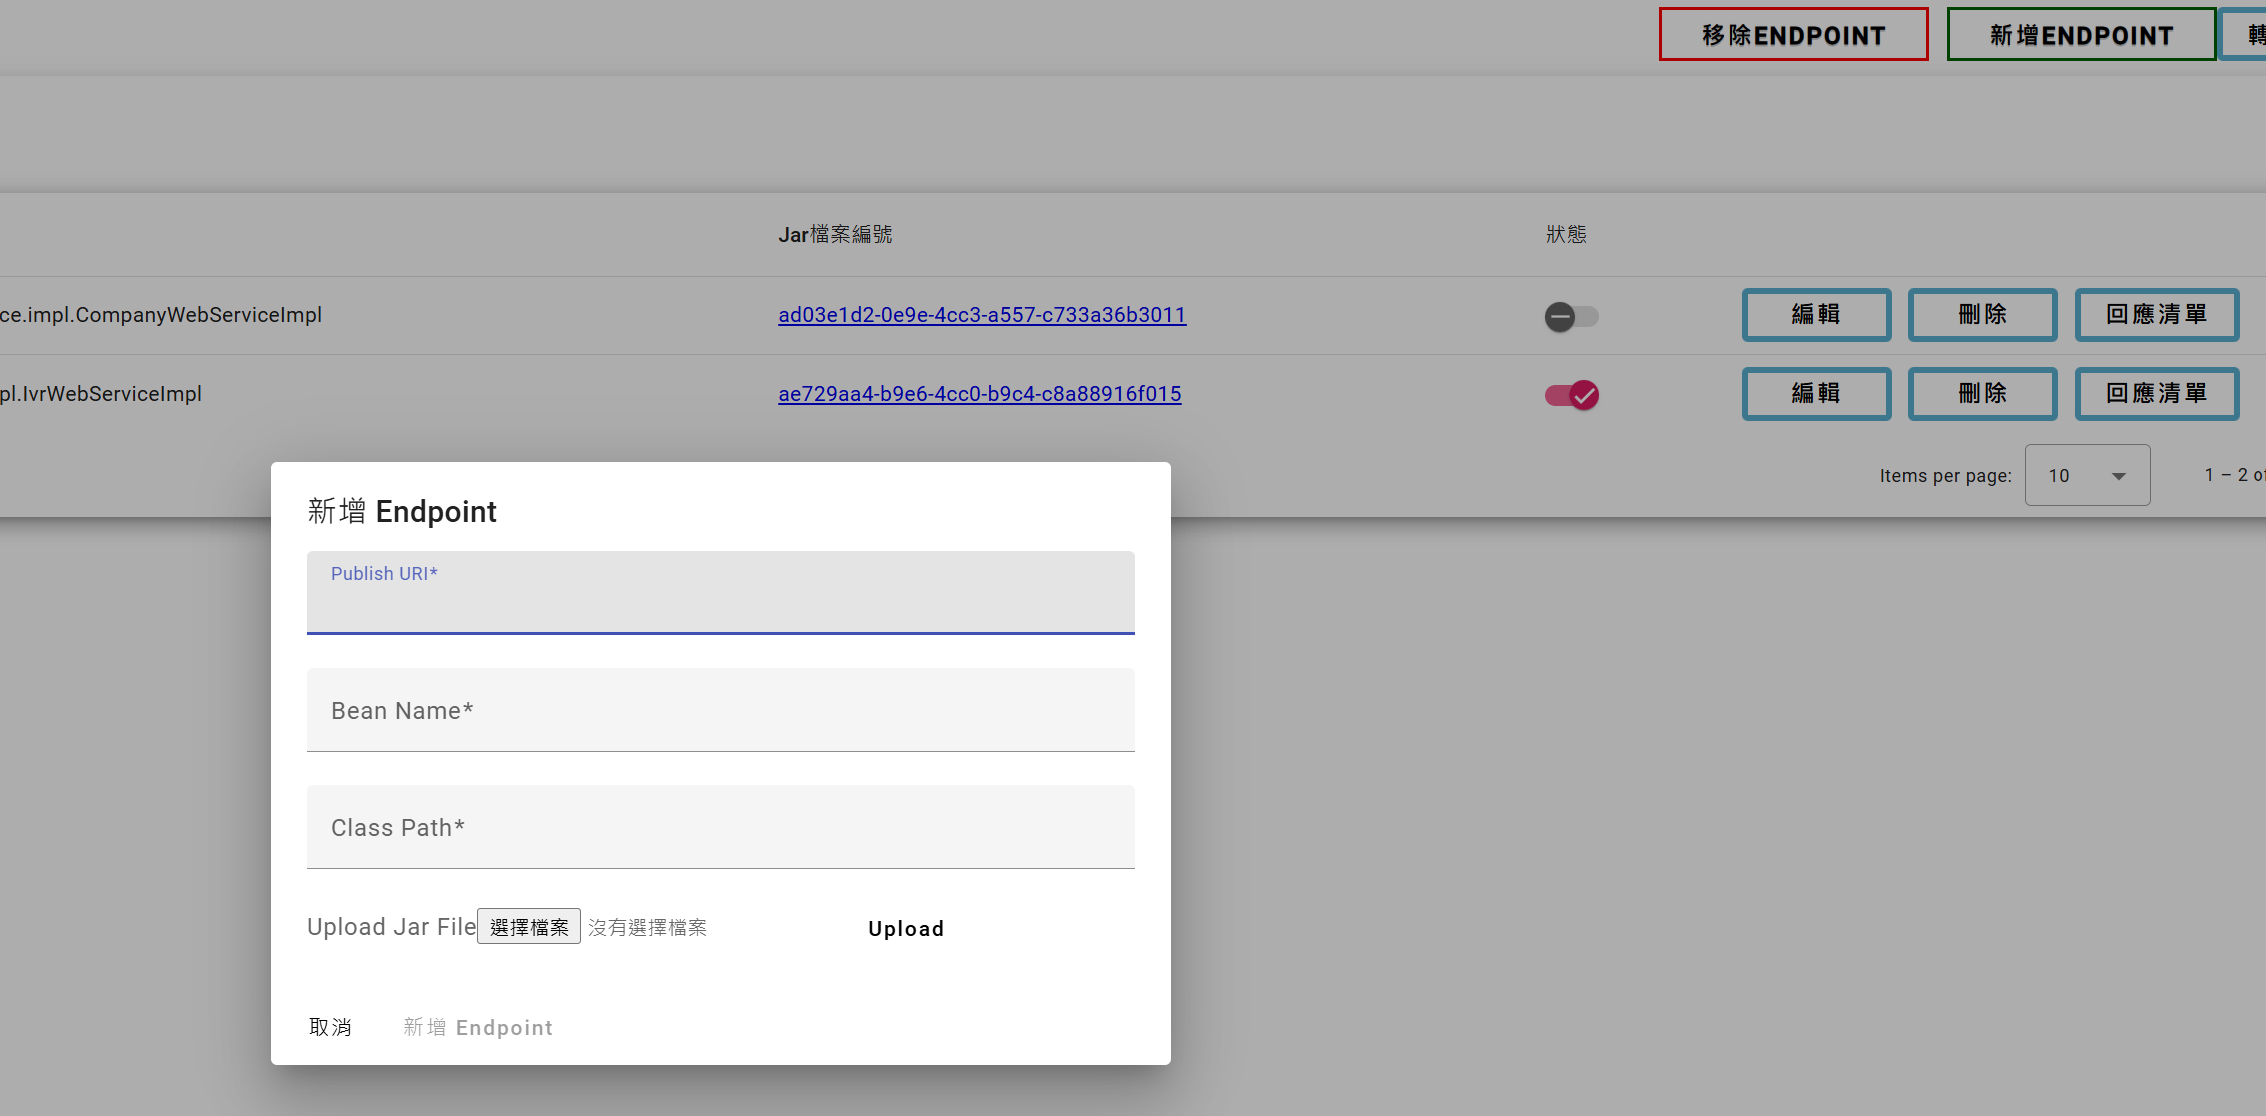 移除ENDPOINT 新增ENDPOINT 轉
Jar檔案編號 狀態
ce.impl.CompanyWebServiceImpl ad03e1d2-0e9e-4cc3-a557-c733a36b3011 編輯 刪除 回應清單
pl.IvrWebServiceImpl ae729aa4-b9e6-4cc0-b9c4-c8a88916f015 編輯 刪除 回應清單
Items per page: 10 1 – 2 of
新增 Endpoint
Publish URI*
Bean Name*
Class Path*
Upload Jar File 選擇檔案 沒有選擇檔案 Upload
取消 新增 Endpoint